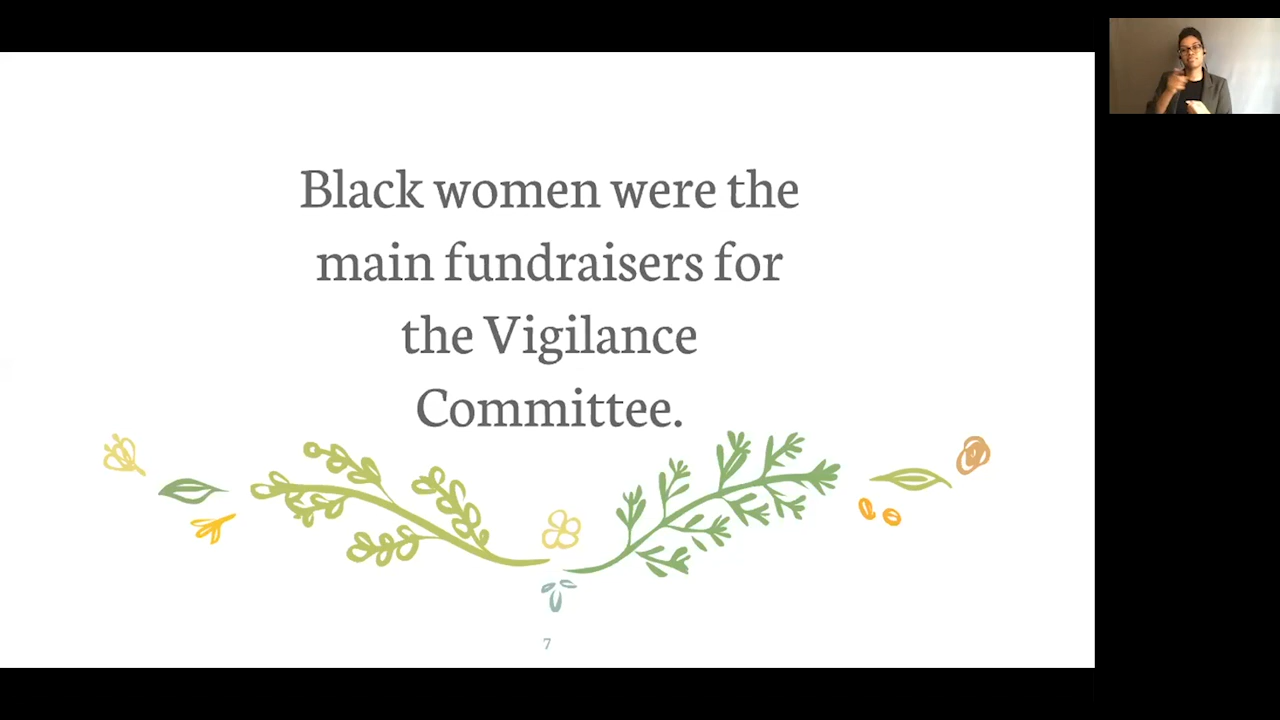 Black women were the
main fundraisers for
the Vigilance
Committee.
7